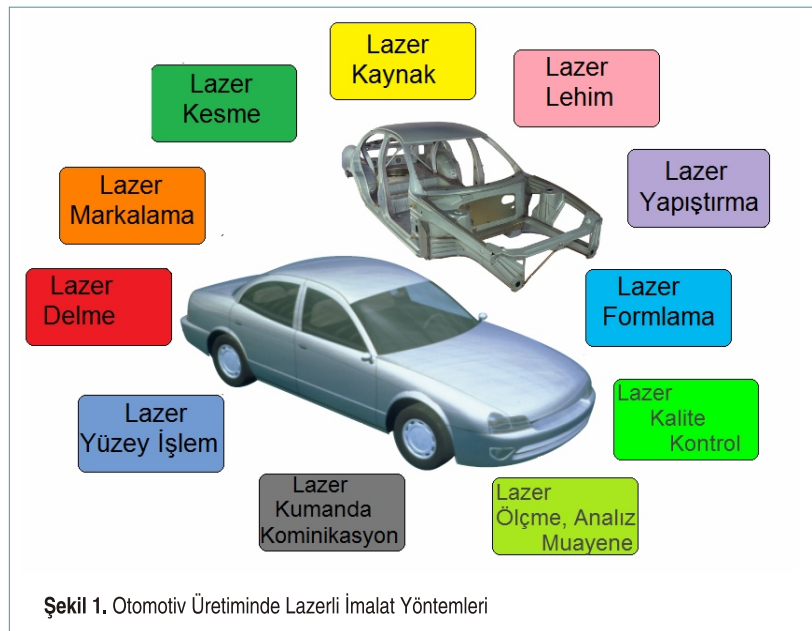 Lazer
Kaynak
Lazer
Kesme
Lazer
Lehim
Lazer
Markalama
Lazer
Yapıştırma
Lazer
Delme
Lazer
Formlama
Lazer
Yüzey İşlem
Lazer
Kalite
Kontrol
Lazer
Kumanda
Kominikasyon
Lazer
Ölçme, Analız
Muayene
Şekil 1. Otomotiv Üretiminde Lazerli İmalat Yöntemleri